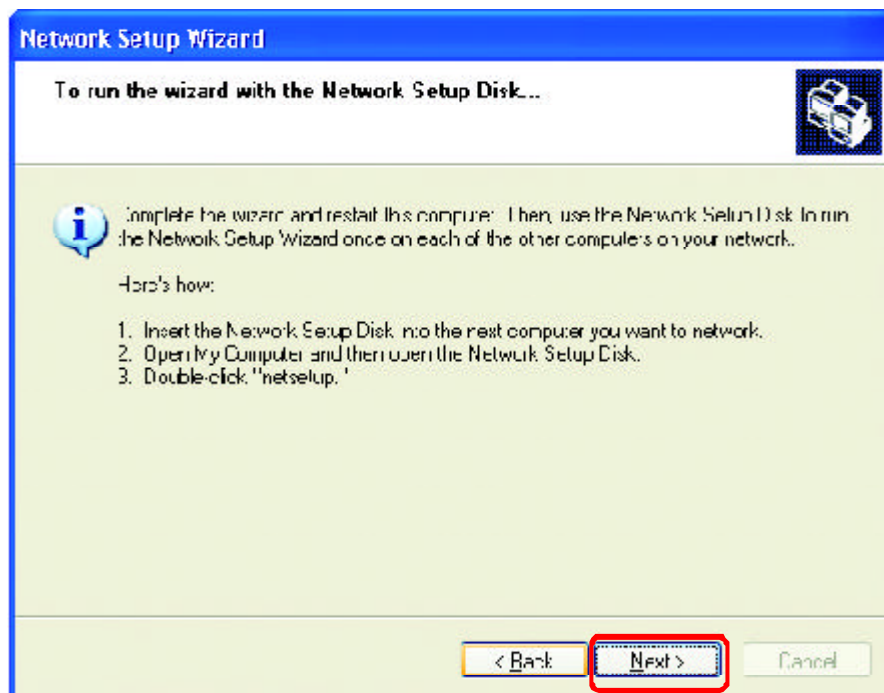 Network Setup Wizard
To run the wizard with the Network Setup Disk...
Complete the wizard and restart this computer. Then, use the Network Setup Disk to run
the Network Setup Wizard once on each of the other computers on your network.
Here's how:
1. Insert the Network Setup Disk into the next computer you want to network.
2. Open My Computer and then open the Network Setup Disk.
3. Double-click "netsetup."
< Back
Next >
Cancel